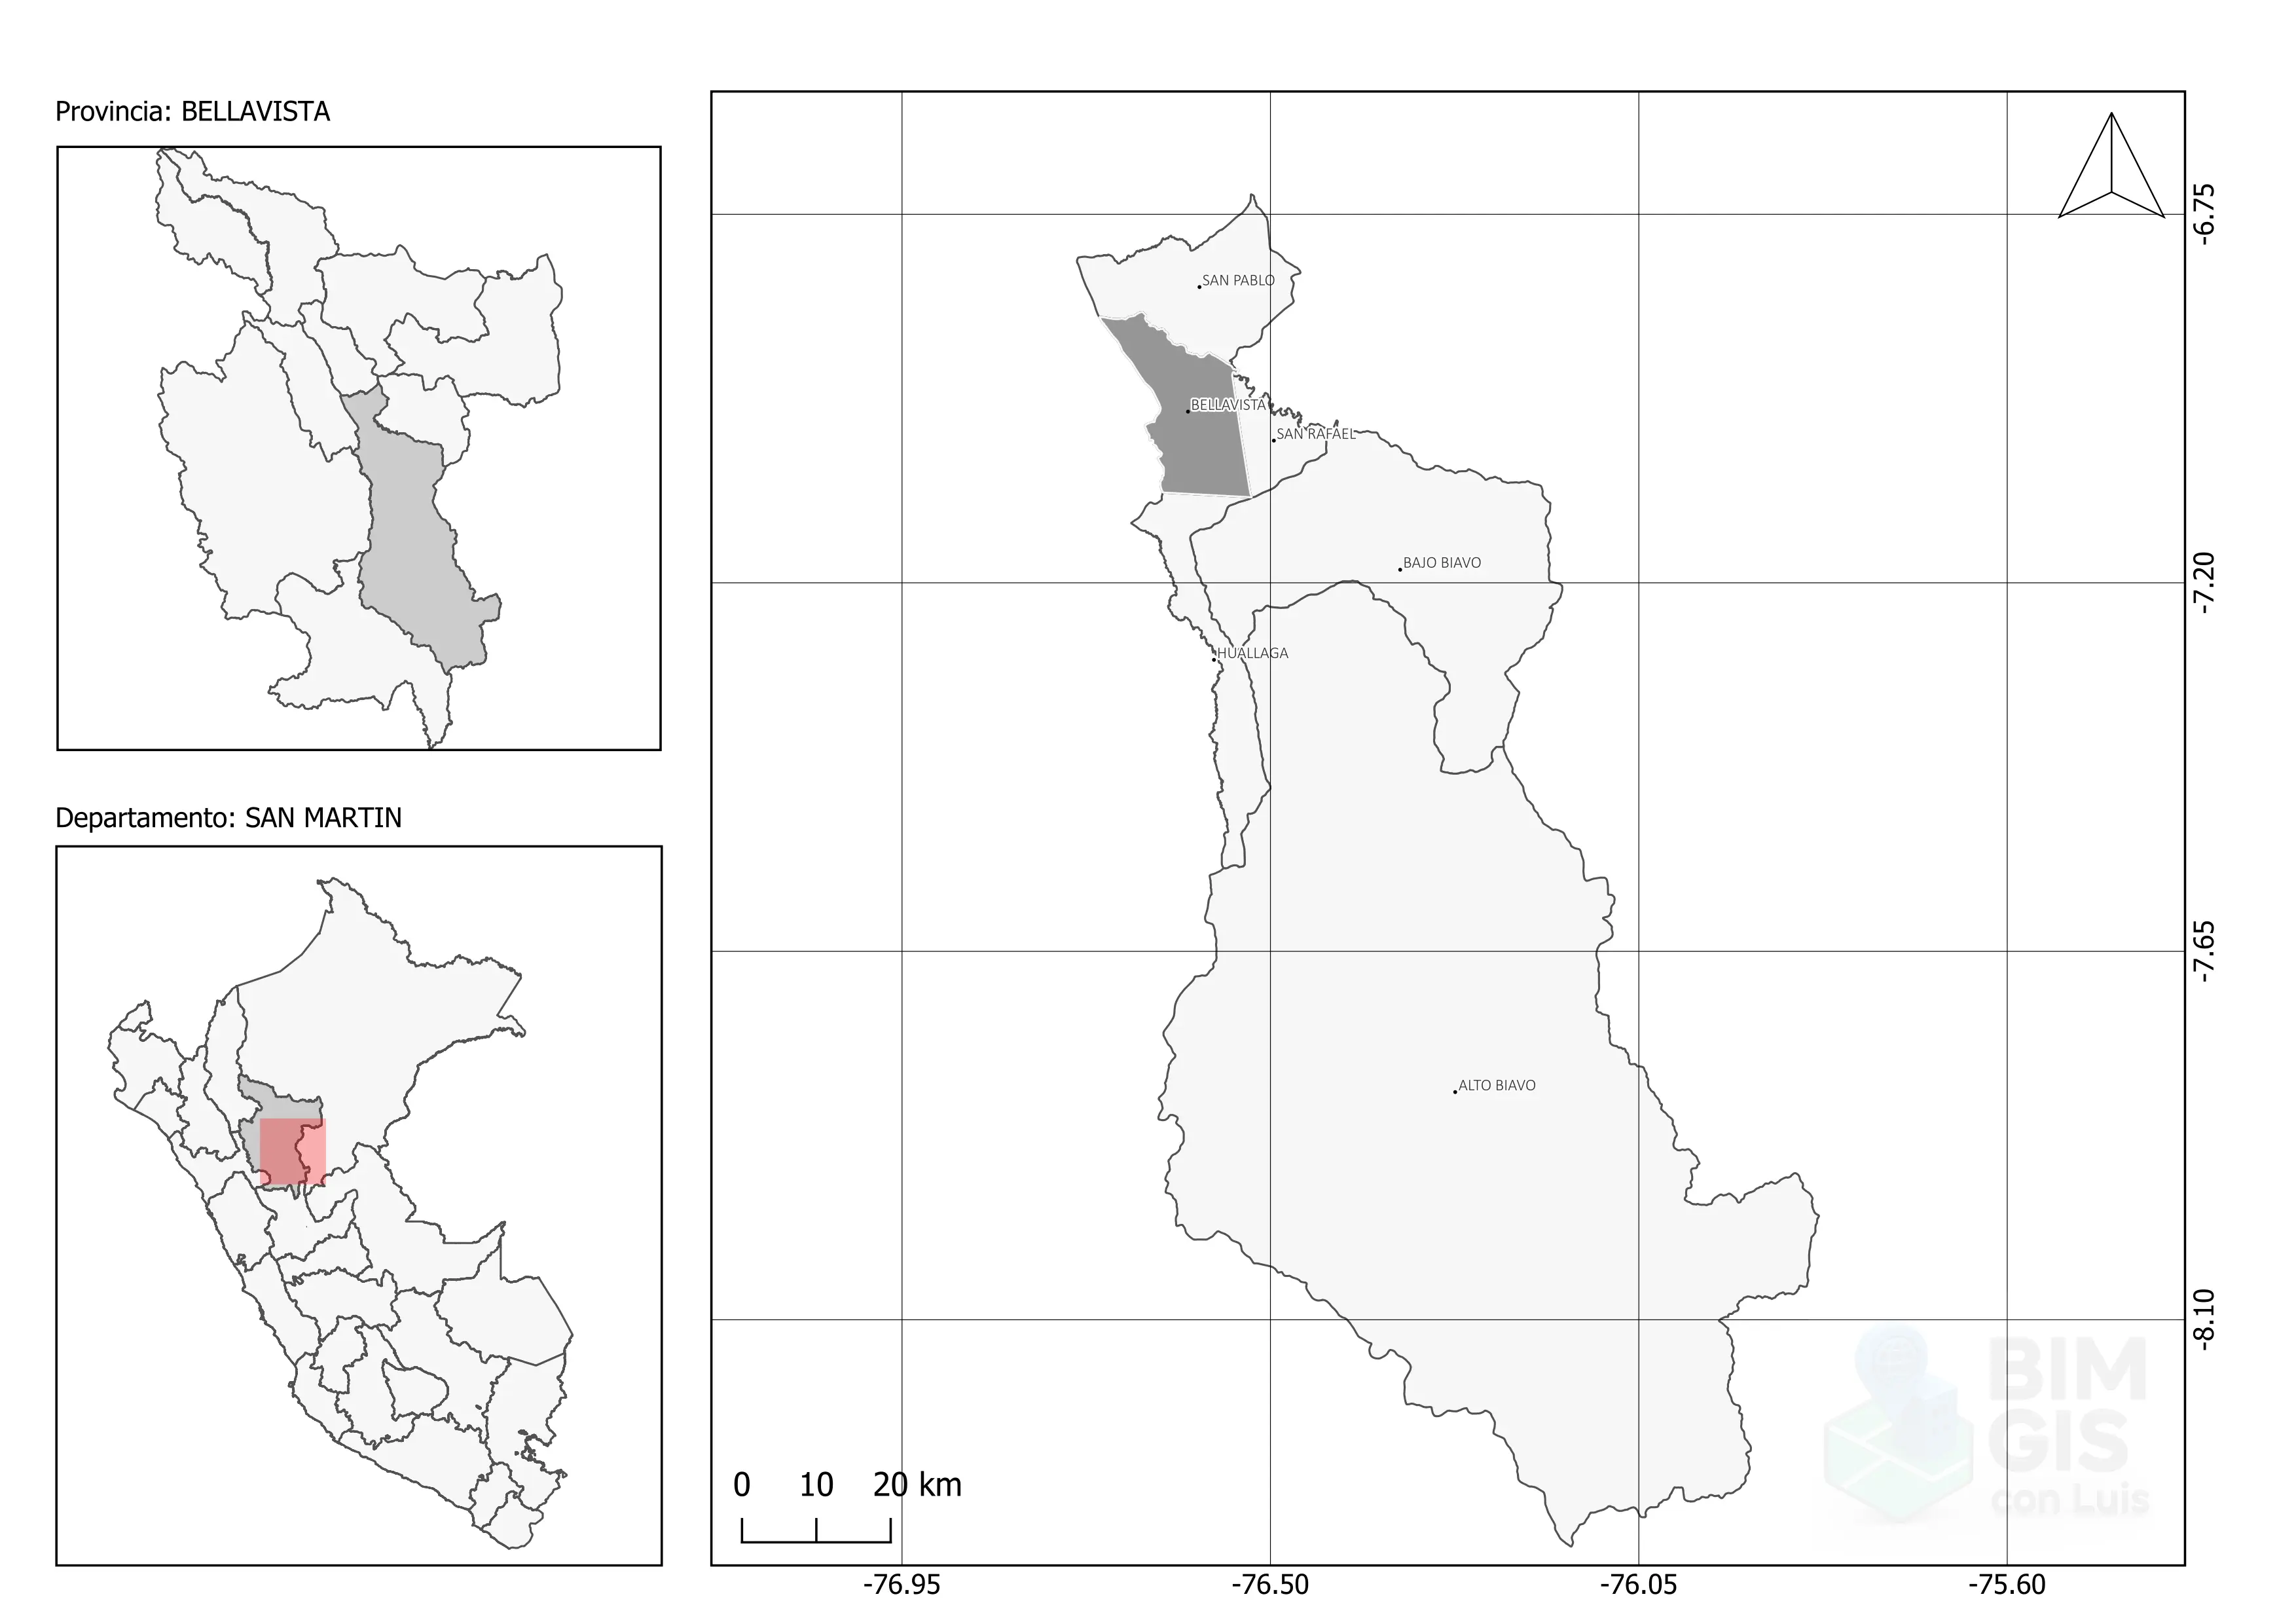 Provincia: BELLAVISTA
Departamento: SAN MARTIN
SAN PABLO
BELLAVISTA
SAN RAFAEL
BAJO BIAVO
HUALLAGA
ALTO BIAVO
-6.75
-7.20
-7.65
-8.10
0 10 20 km
-76.95 -76.50 -76.05 -75.60
BIM
GIS
con Luis